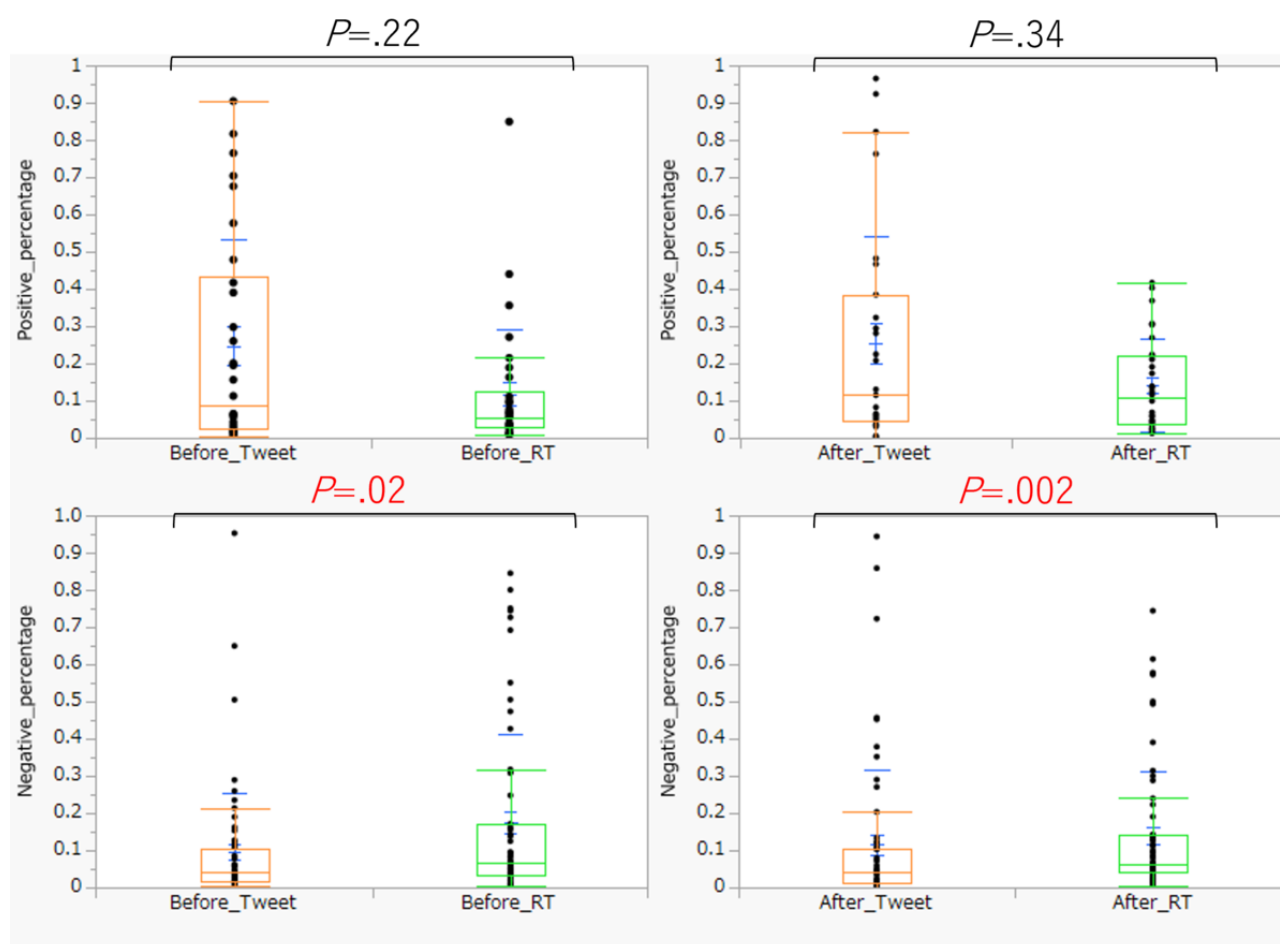 P=.22
Positive_percentage
1
0.9
0.8
0.7
0.6
0.5
0.4
0.3
0.2
0.1
0
Before_Tweet
Before_RT
P=.34
Positive_percentage
1
0.9
0.8
0.7
0.6
0.5
0.4
0.3
0.2
0.1
0
After_Tweet
After_RT
P=.02
Negative_percentage
1.0
0.9
0.8
0.7
0.6
0.5
0.4
0.3
0.2
0.1
0
Before_Tweet
Before_RT
P=.002
Negative_percentage
1
0.9
0.8
0.7
0.6
0.5
0.4
0.3
0.2
0.1
0
After_Tweet
After_RT